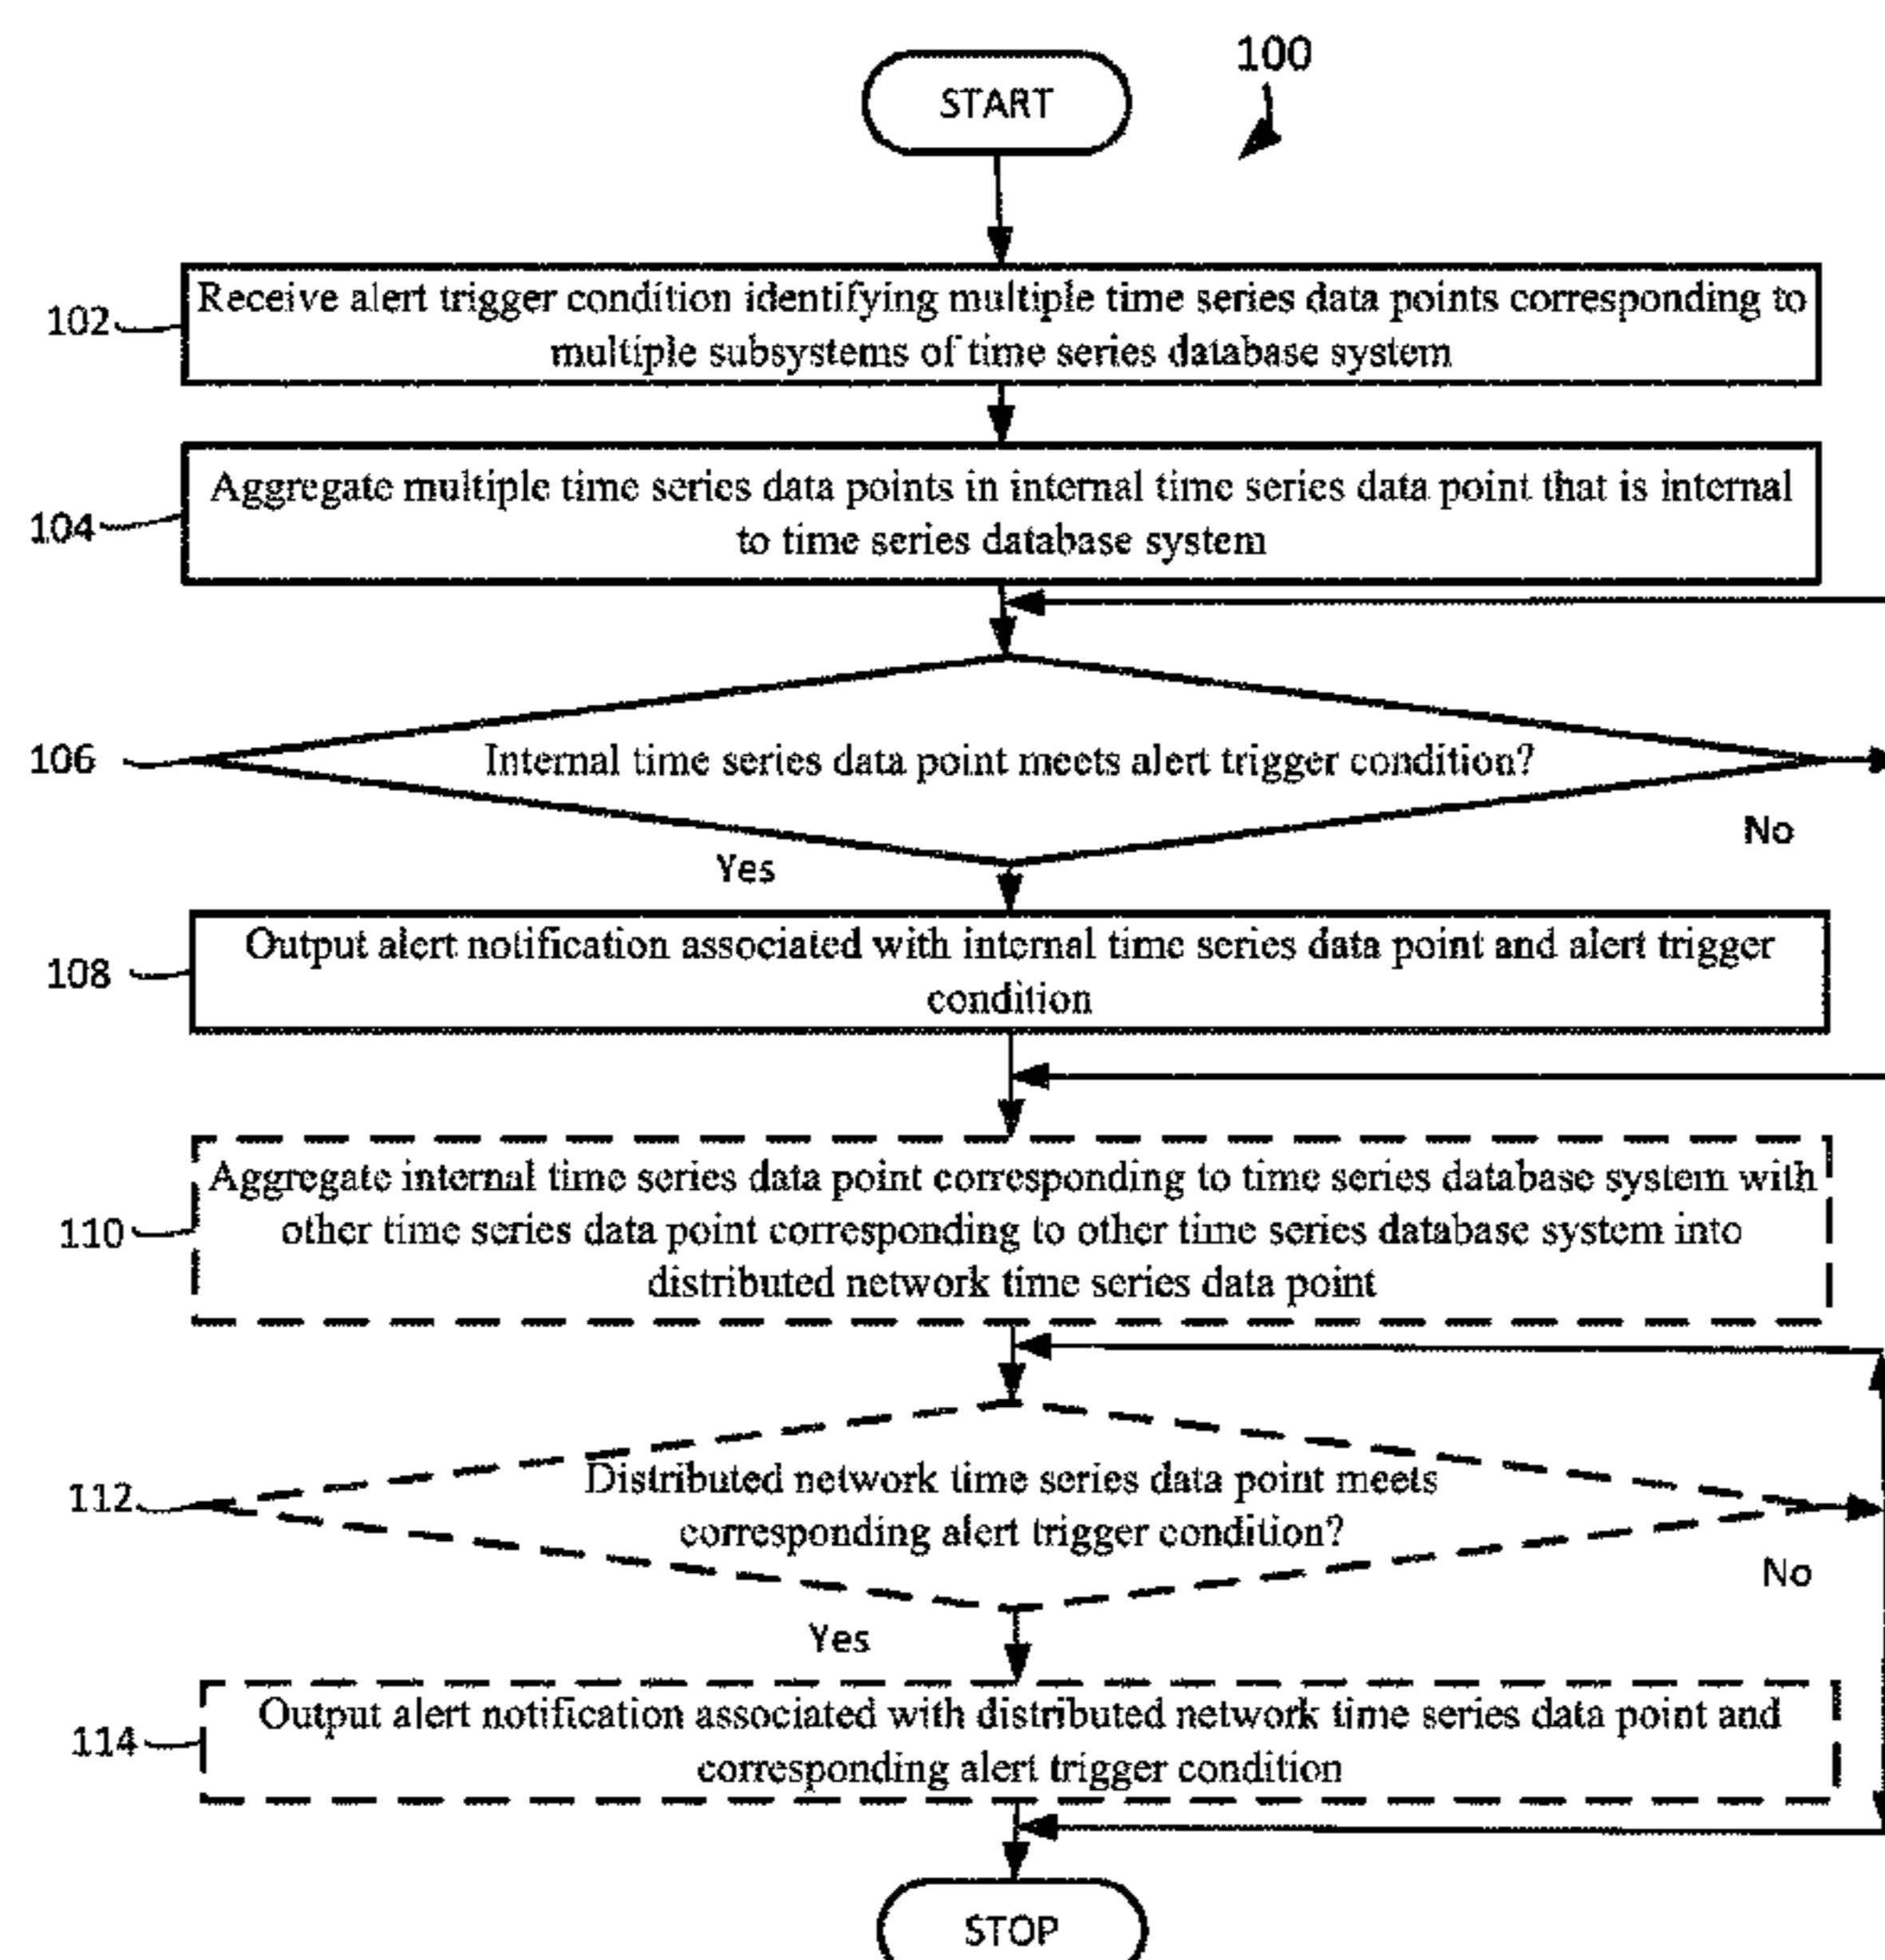 100
START
102
Receive alert trigger condition identifying multiple time series data points corresponding to
multiple subsystems of time series database system
104
Aggregate multiple time series data points in internal time series data point that is internal
to time series database system
106
Internal time series data point meets alert trigger condition?
No
Yes
108
Output alert notification associated with internal time series data point and alert trigger
condition
110
Aggregate internal time series data point corresponding to time series database system with
other time series data point corresponding to other time series database system into
distributed network time series data point
112
Distributed network time series data point meets
corresponding alert trigger condition?
No
Yes
114
Output alert notification associated with distributed network time series data point and
corresponding alert trigger condition
STOP